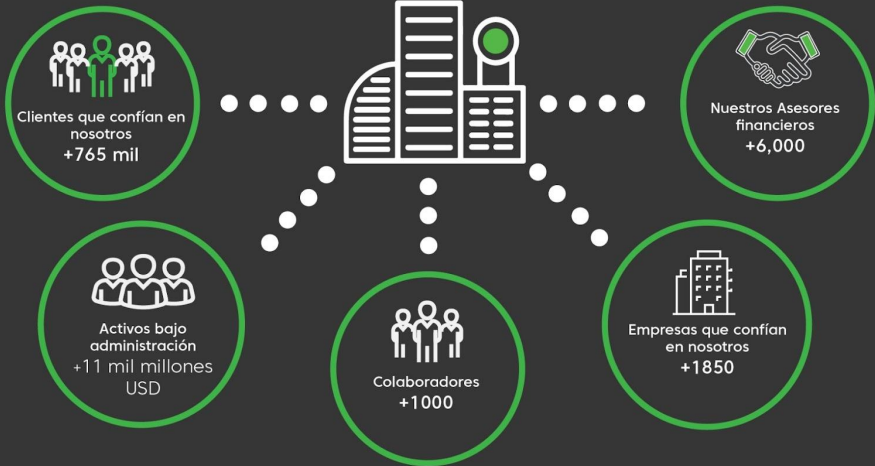 Clientes que confían en
nosotros
+765 mil
Nuestros Asesores
financieros
+6,000
Activos bajo
administración
+11 mil millones
USD
Colaboradores
+1000
Empresas que confían
en nosotros
+1850